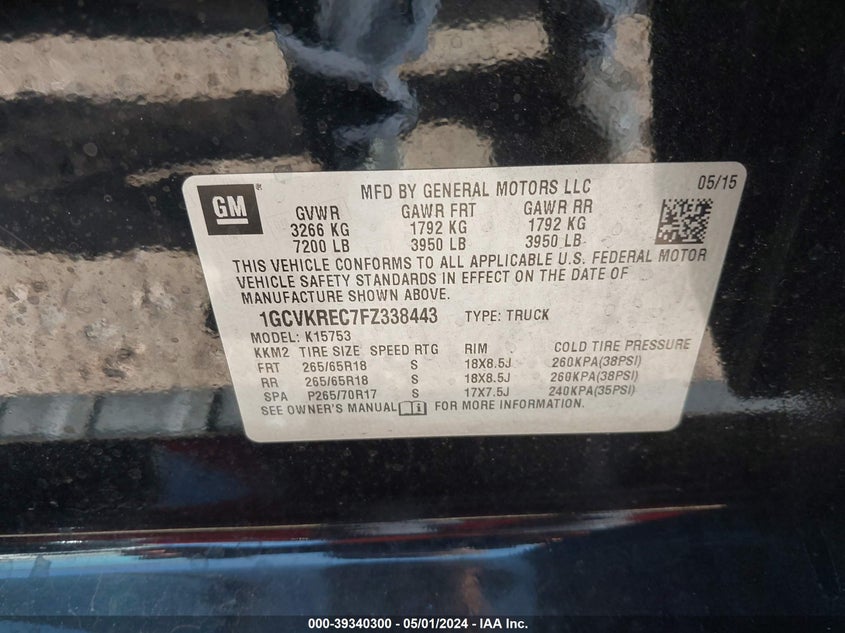 GM
MFD BY GENERAL MOTORS LLC 05/15
GVWR GAWR FRT GAWR RR
3266 KG 1792 KG 1792 KG
7200 LB 3950 LB 3950 LB
THIS VEHICLE CONFORMS TO ALL APPLICABLE U.S. FEDERAL MOTOR
VEHICLE SAFETY STANDARDS IN EFFECT ON THE DATE OF
MANUFACTURE SHOWN ABOVE.
1GCVKREC7FZ338443 TYPE: TRUCK
MODEL: K15753
KKM2 TIRE SIZE SPEED RTG RIM COLD TIRE PRESSURE
FRT 265/65R18 S 18X8.5J 260KPA(38PSI)
RR 265/65R18 S 18X8.5J 260KPA(38PSI)
SPA P265/70R17 S 17X7.5J 240KPA(35PSI)
SEE OWNER'S MANUAL FOR MORE INFORMATION.
000-39340300 - 05/01/2024 - IAA Inc.